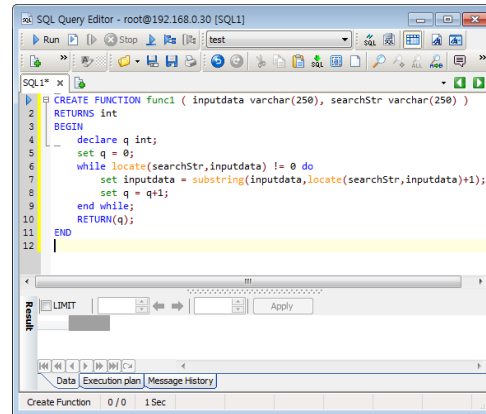 SQL Query Editor - root@192.168.0.30 [SQL1]
Run Stop test
SQL1*
1 CREATE FUNCTION func1 ( inputdata varchar(250), searchStr varchar(250) )
2 RETURNS int
3 BEGIN
4 declare q int;
5 set q = 0;
6 while locate(searchStr,inputdata) != 0 do
7 set inputdata = substring(inputdata,locate(searchStr,inputdata)+1);
8 set q = q+1;
9 end while;
10 RETURN(q);
11 END
12
Result
LIMIT Apply
Data Execution plan Message History
Create Function 0 / 0 1 Sec